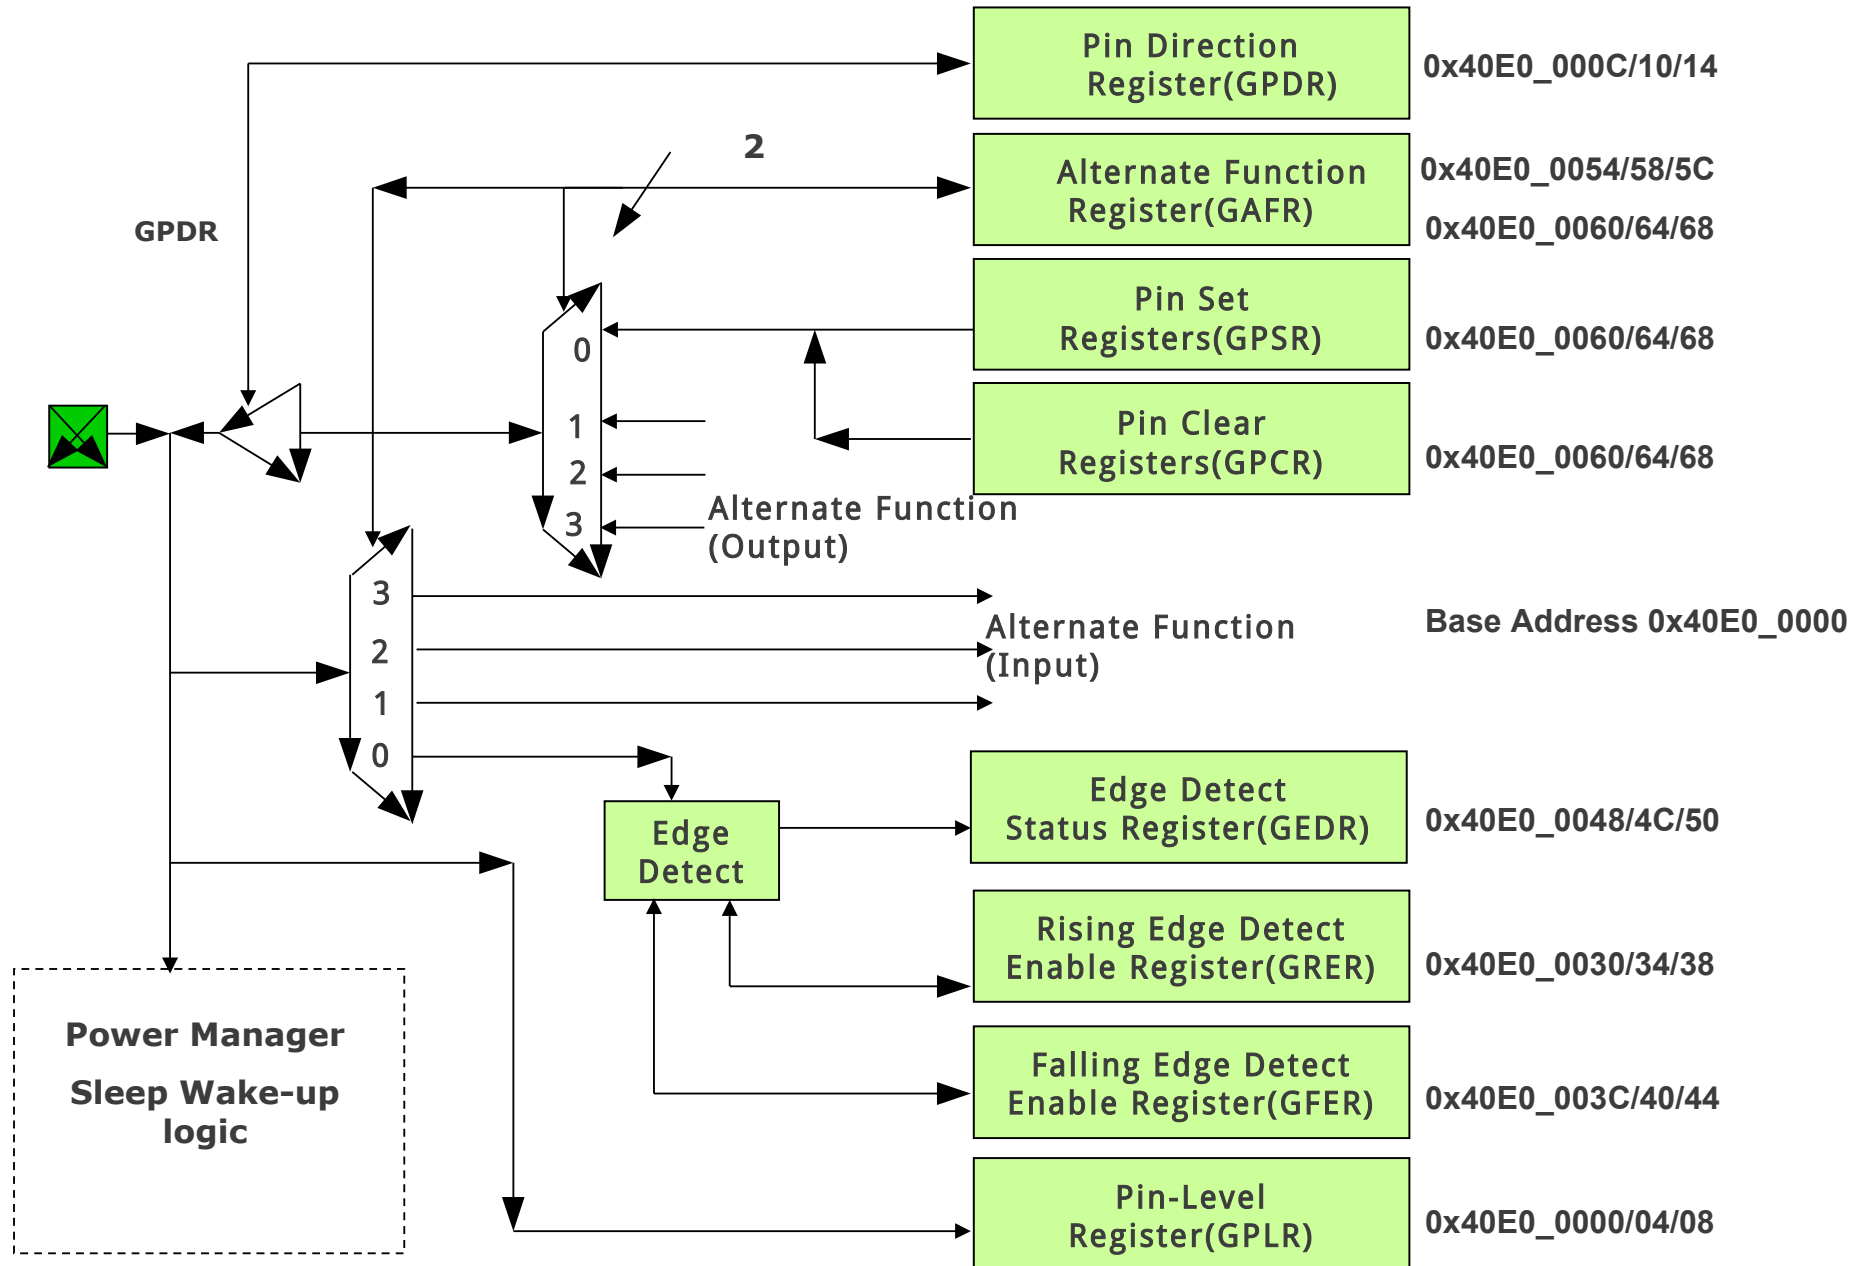 Pin Direction
Register(GPDR)
0x40E0_000C/10/14
2
Alternate Function
Register(GAFR)
0x40E0_0054/58/5C
0x40E0_0060/64/68
GPDR
Pin Set
Registers(GPSR)
0x40E0_0060/64/68
0
1
2
3
Pin Clear
Registers(GPCR)
0x40E0_0060/64/68
Alternate Function
(Output)
3
2
1
0
Alternate Function
(Input)
Base Address 0x40E0_0000
Edge
Detect
Edge Detect
Status Register(GEDR)
0x40E0_0048/4C/50
Rising Edge Detect
Enable Register(GRER)
0x40E0_0030/34/38
Power Manager
Sleep Wake-up
logic
Falling Edge Detect
Enable Register(GFER)
0x40E0_003C/40/44
Pin-Level
Register(GPLR)
0x40E0_0000/04/08